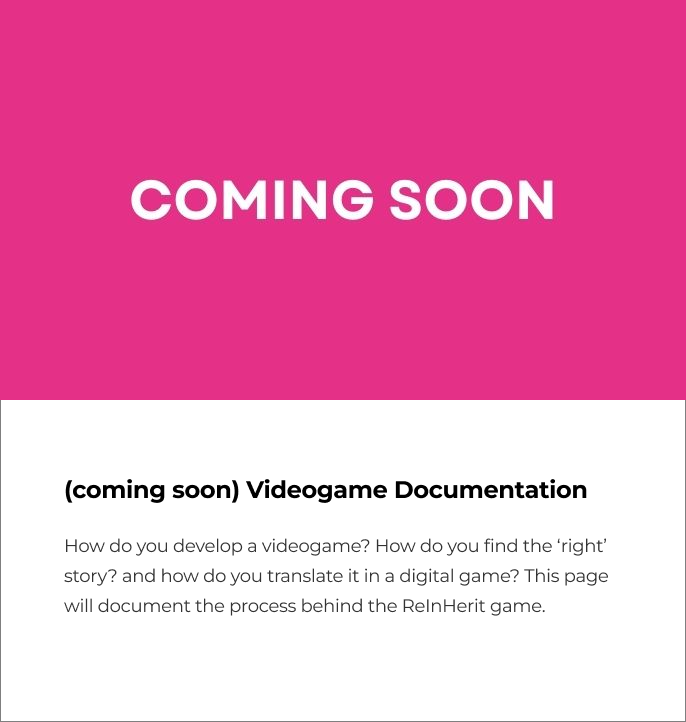 COMING SOON
(coming soon) Videogame Documentation
How do you develop a videogame? How do you find the ‘right’
story? and how do you translate it in a digital game? This page
will document the process behind the ReInHerit game.